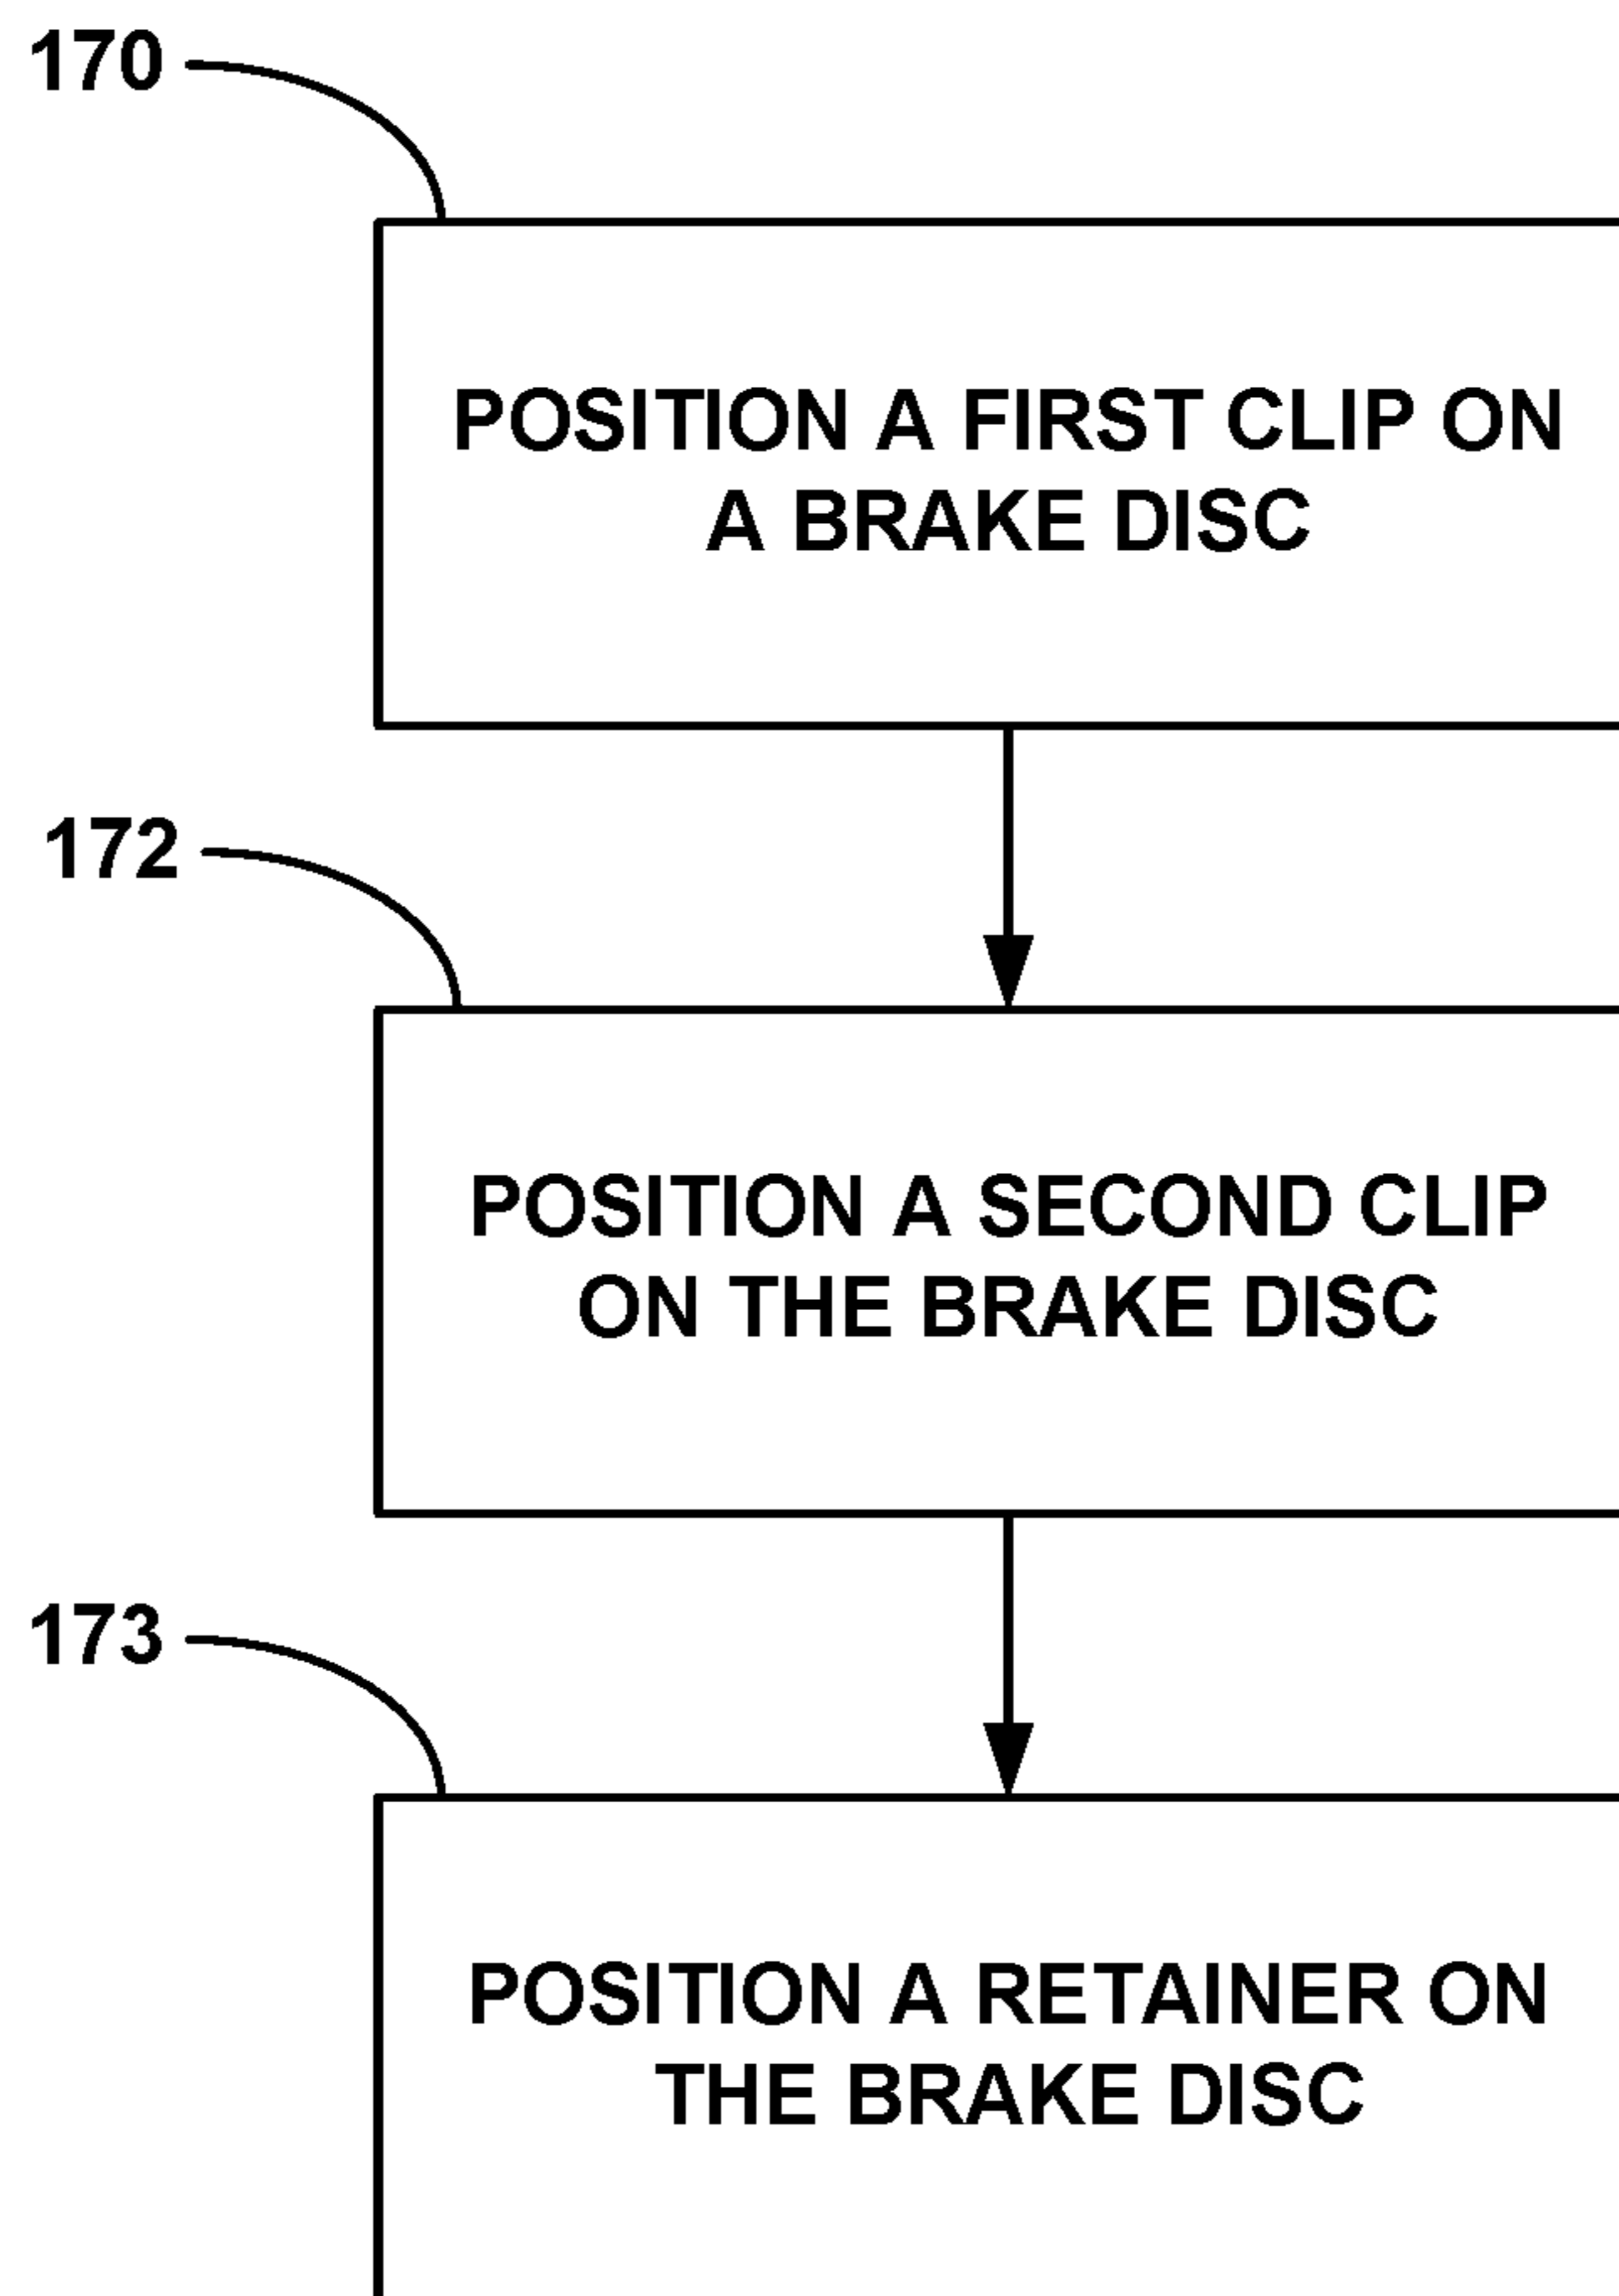 170
POSITION A FIRST CLIP ON
A BRAKE DISC
172
POSITION A SECOND CLIP
ON THE BRAKE DISC
173
POSITION A RETAINER ON
THE BRAKE DISC